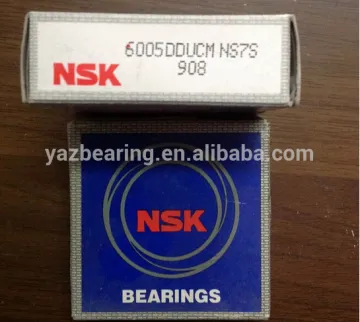 6005DDUCM NS7S
NSK 908
yazbearing.en.alibaba.com
NSK
BEARINGS